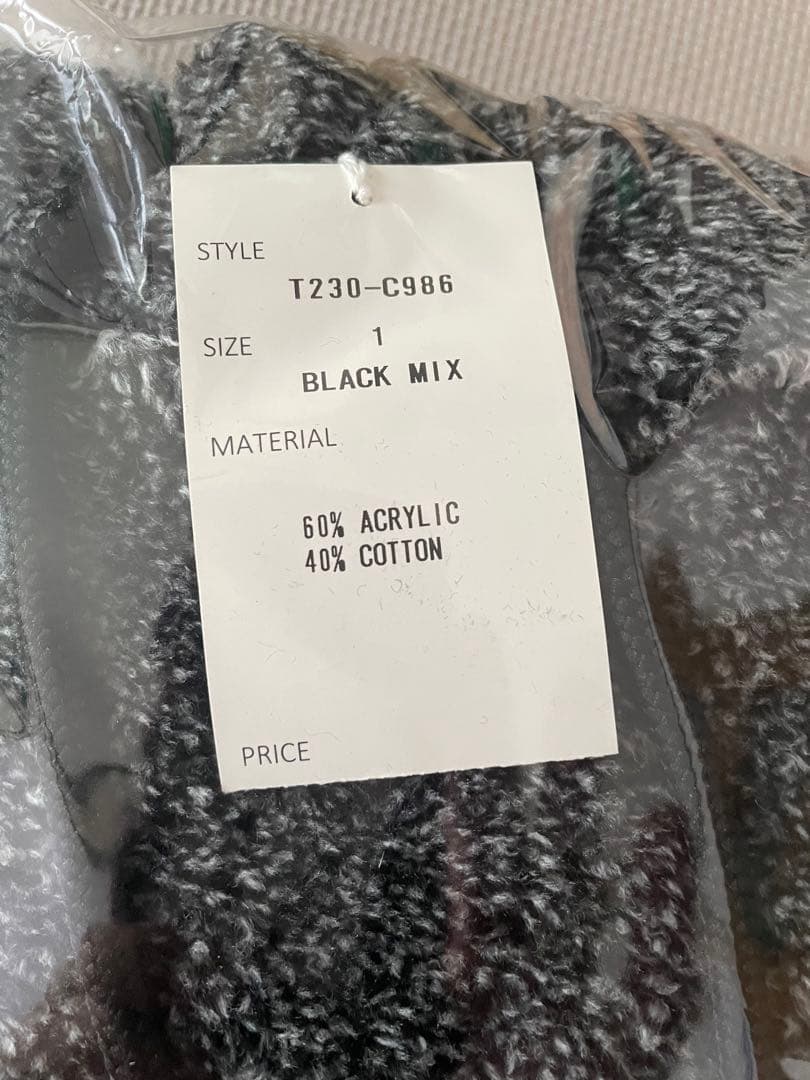 STYLE
T230-C986
SIZE 1
BLACK MIX
MATERIAL
60% ACRYLIC
40% COTTON
PRICE